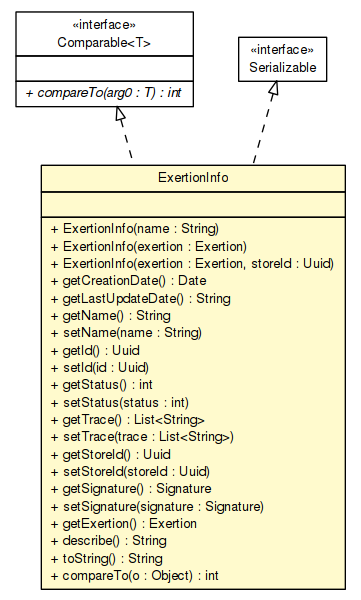 «interface»
Comparable<T>
+ compareTo(arg0 : T) : int
«interface»
Serializable
ExertionInfo
+ ExertionInfo(name : String)
+ ExertionInfo(exertion : Exertion)
+ ExertionInfo(exertion : Exertion, storeId : Uuid)
+ getCreationDate() : Date
+ getLastUpdateDate() : String
+ getName() : String
+ setName(name : String)
+ getId() : Uuid
+ setId(id : Uuid)
+ getStatus() : int
+ setStatus(status : int)
+ getTrace() : List<String>
+ setTrace(trace : List<String>)
+ getStoreId() : Uuid
+ setStoreId(storeId : Uuid)
+ getSignature() : Signature
+ setSignature(signature : Signature)
+ getExertion() : Exertion
+ describe() : String
+ toString() : String
+ compareTo(o : Object) : int